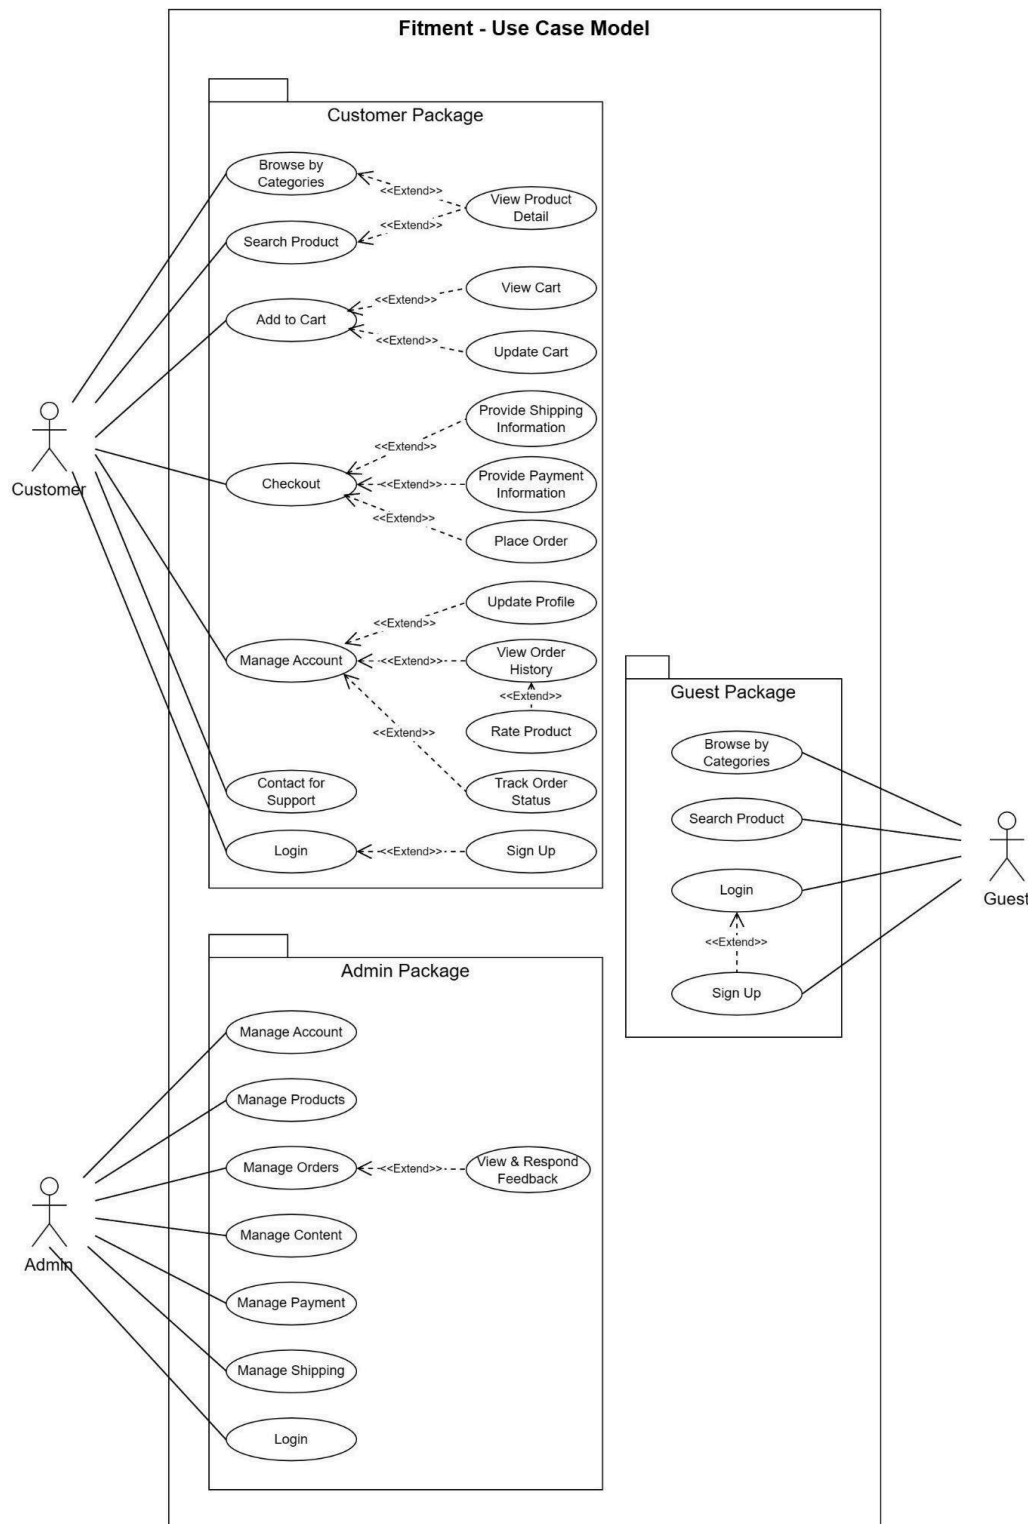 Fitment - Use Case Model
Customer Package
Browse by
Categories
<<Extend>>
View Product
Detail
<<Extend>>
Search Product
View Cart
<<Extend>>
Add to Cart
<<Extend>>
Update Cart
Provide Shipping
Information
<<Extend>>
Customer
Checkout
<<Extend>>
Provide Payment
Information
<<Extend>>
Place Order
Update Profile
<<Extend>>
Manage Account
<<Extend>>
View Order
History
<<Extend>>
Rate Product
<<Extend>>
Contact for
Support
Track Order
Status
Login
<<Extend>>
Sign Up
Guest Package
Browse by
Categories
Search Product
Login
Guest
<<Extend>>
Sign Up
Admin Package
Manage Account
Manage Products
Manage Orders
<<Extend>>
View & Respond
Feedback
Manage Content
Admin
Manage Payment
Manage Shipping
Login